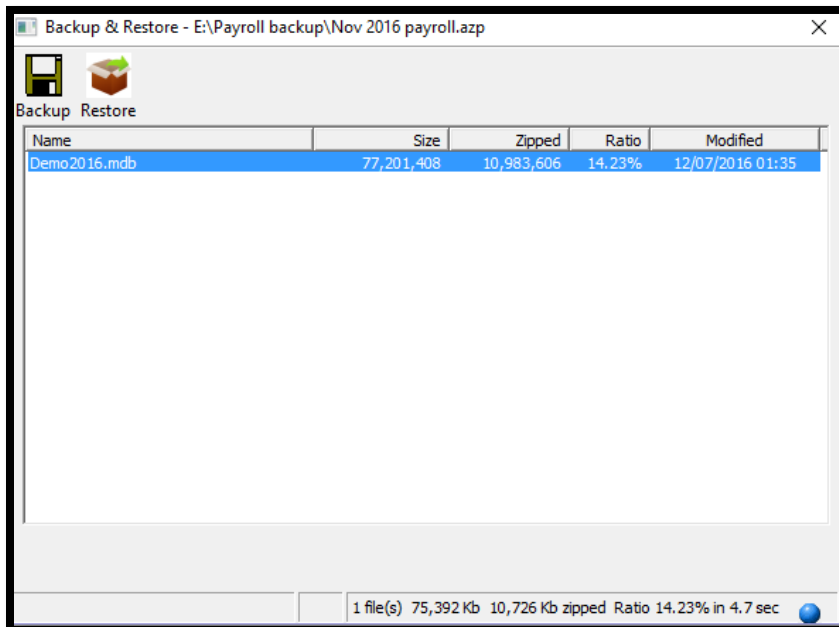 Backup & Restore - E:\Payroll backup\Nov 2016 payroll.azp
Backup Restore
Name Size Zipped Ratio Modified
Demo2016.mdb 77,201,408 10,983,606 14.23% 12/07/2016 01:35
1 file(s) 75,392 Kb 10,726 Kb zipped Ratio 14.23% in 4.7 sec